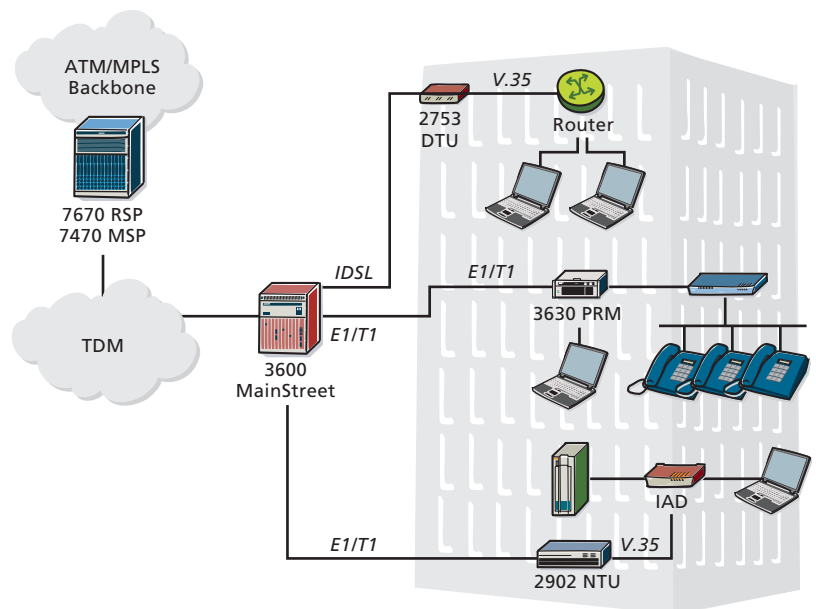 ATM/MPLS
Backbone
7670 RSP
7470 MSP
TDM
3600
MainStreet
IDSL
E1/T1
2753
DTU
V.35
Router
E1/T1
3630 PRM
IAD
E1/T1
2902 NTU
V.35